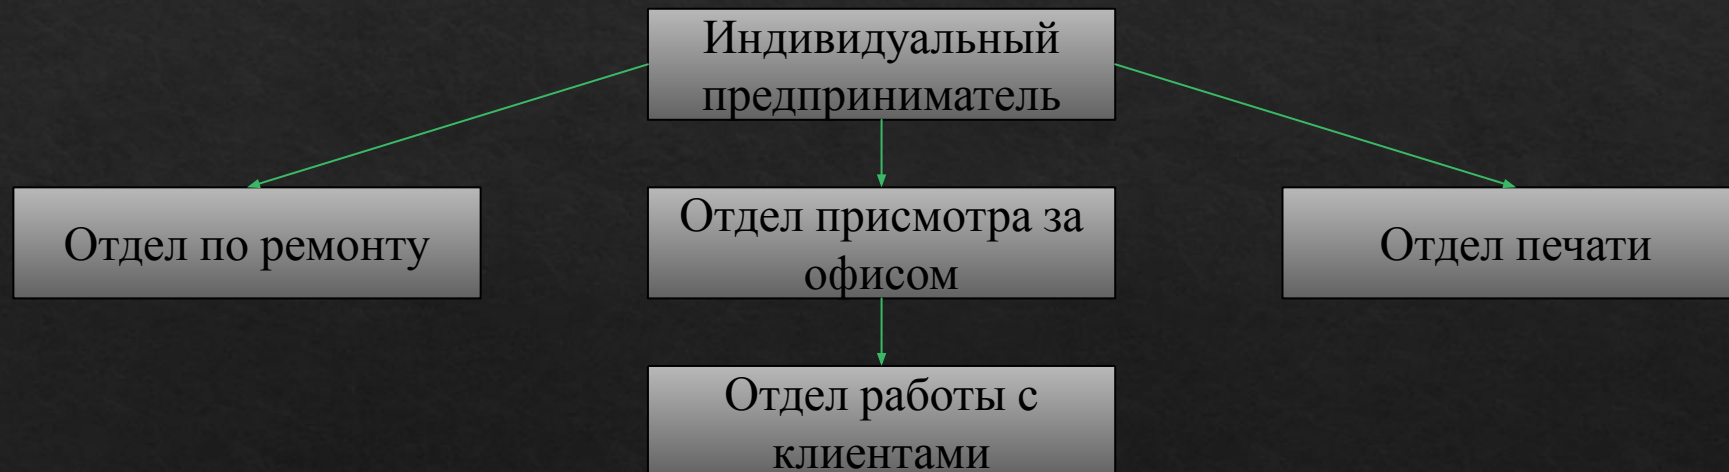 Индивидуальный
предприниматель
Отдел по ремонту
Отдел присмотра за
офисом
Отдел печати
Отдел работы с
клиентами